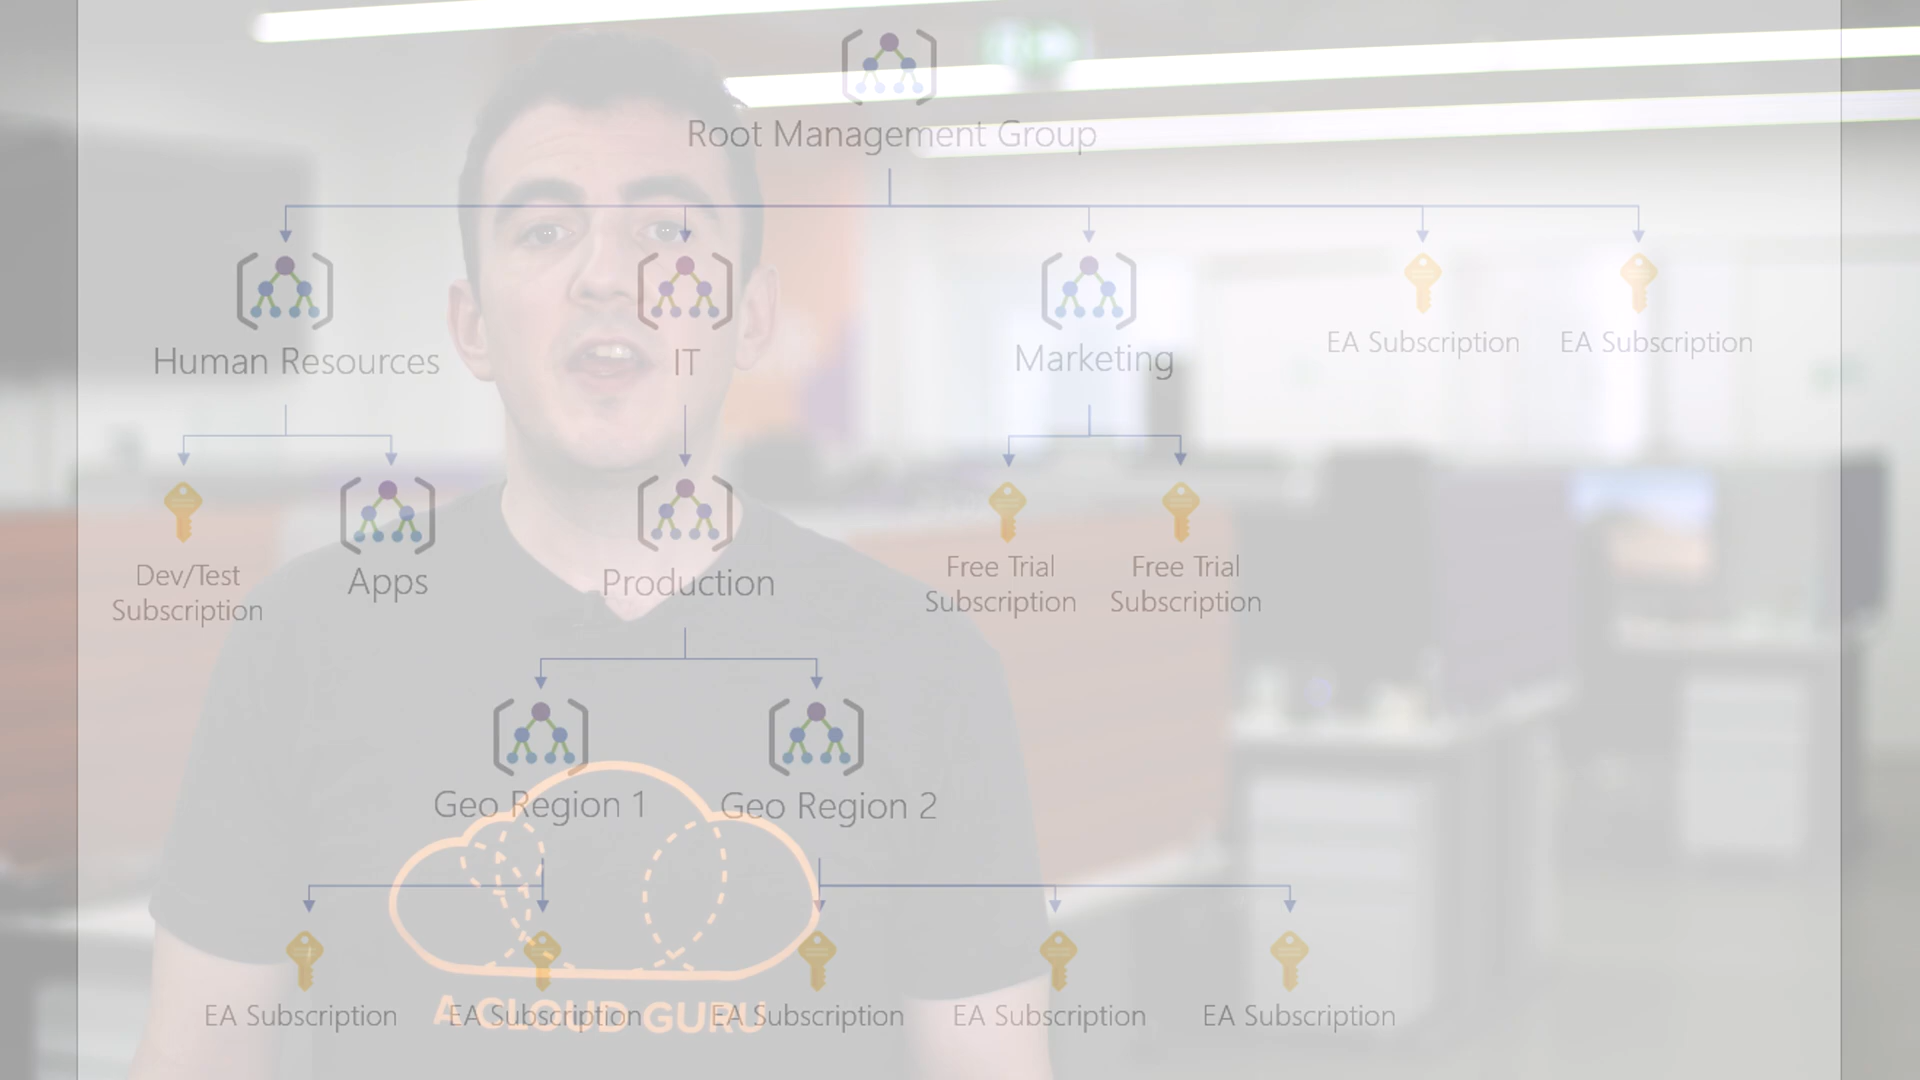 Root Management Group
Human Resources
IT
Marketing
EA Subscription
EA Subscription
Dev/Test
Subscription
Apps
Production
Free Trial
Subscription
Free Trial
Subscription
Geo Region 1
Geo Region 2
EA Subscription
EA Subscription
EA Subscription
EA Subscription
EA Subscription
A CLOUD GURU